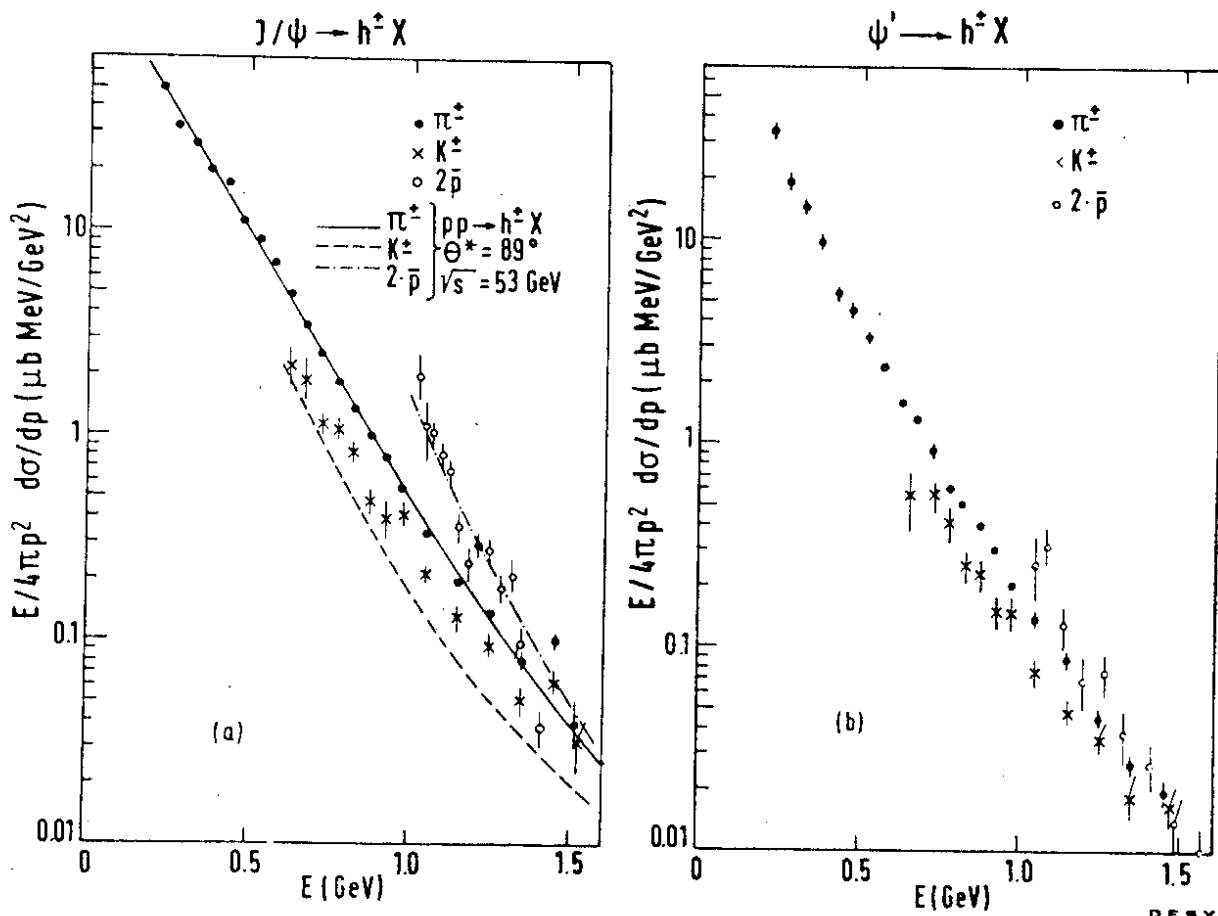 J/ψ → h± X
ψ' → h± X
π±
K±
2p̄
π± pp → h± X
K± Θ* = 89°
2·p̄ √s = 53 GeV
π±
K±
2·p̄
E/4πp² dσ/dp (μb MeV/GeV²)
10
1
0.1
0.01
0
0.5
1.0
1.5
E (GeV)
(a)
E/4πp² dσ/dp (μb MeV/GeV²)
10
1
0.1
0.01
0
0.5
1.0
1.5
E (GeV)
(b)